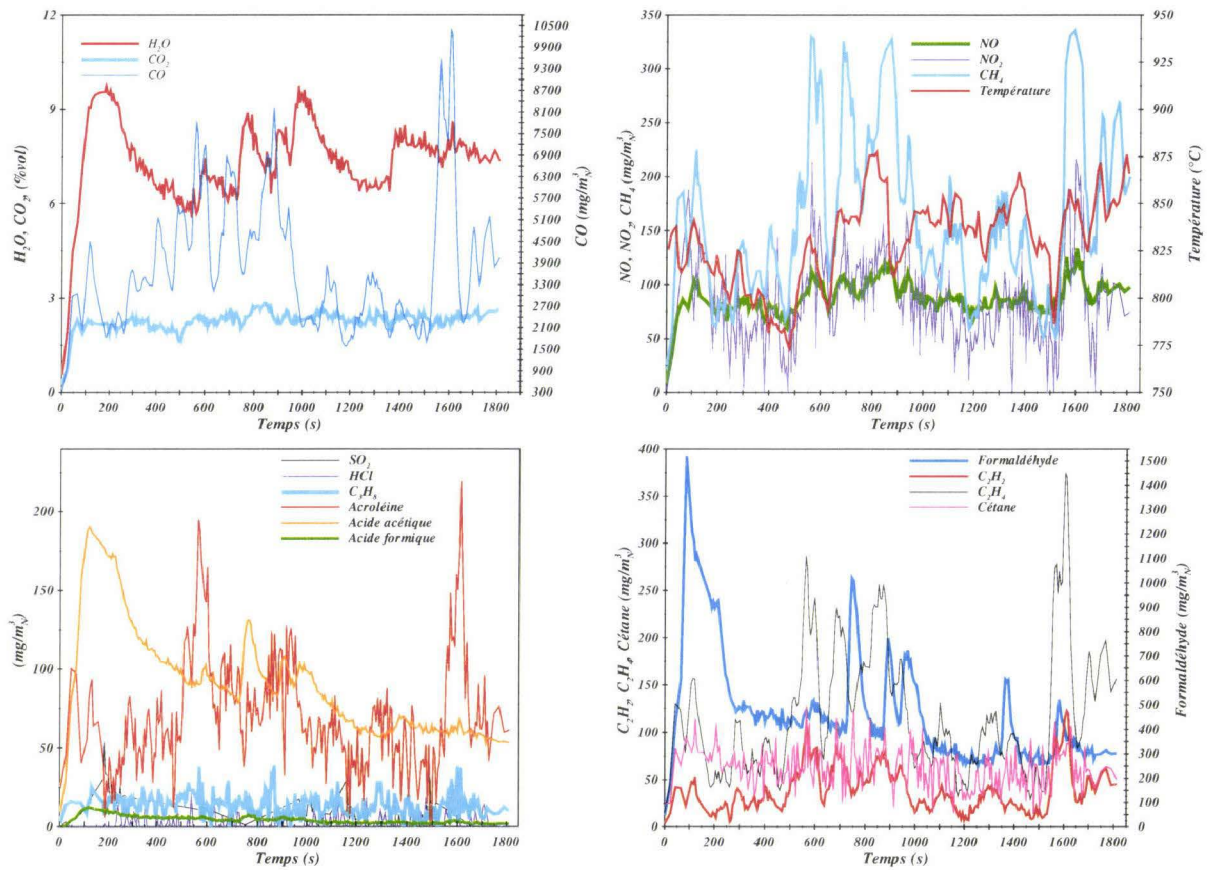 12
9
6
3
0
H₂O, CO₂, (%vol)
H₂O
CO₂
CO
10500
9900
9300
8700
8100
7500
6900
6300
5700
5100
4500
3900
3300
2700
2100
1500
900
300
CO (mg/m³N)
0 200 400 600 800 1000 1200 1400 1600 1800
Temps (s)
350
300
250
200
150
100
50
0
NO, NO₂, CH₄ (mg/m³N)
NO
NO₂
CH₄
Température
950
925
900
875
850
825
800
775
750
Température (°C)
0 200 400 600 800 1000 1200 1400 1600 1800
Temps (s)
200
150
100
50
0
(mg/m³N)
SO₂
HCl
C₃H₈
Acroléine
Acide acétique
Acide formique
0 200 400 600 800 1000 1200 1400 1600 1800
Temps (s)
400
350
300
250
200
150
100
50
0
C₂H₂, C₂H₄, Cétane (mg/m³N)
Formaldéhyde
C₂H₂
C₂H₄
Cétane
1500
1400
1300
1200
1100
1000
900
800
700
600
500
400
300
200
100
0
Formaldéhyde (mg/m³N)
0 200 400 600 800 1000 1200 1400 1600 1800
Temps (s)